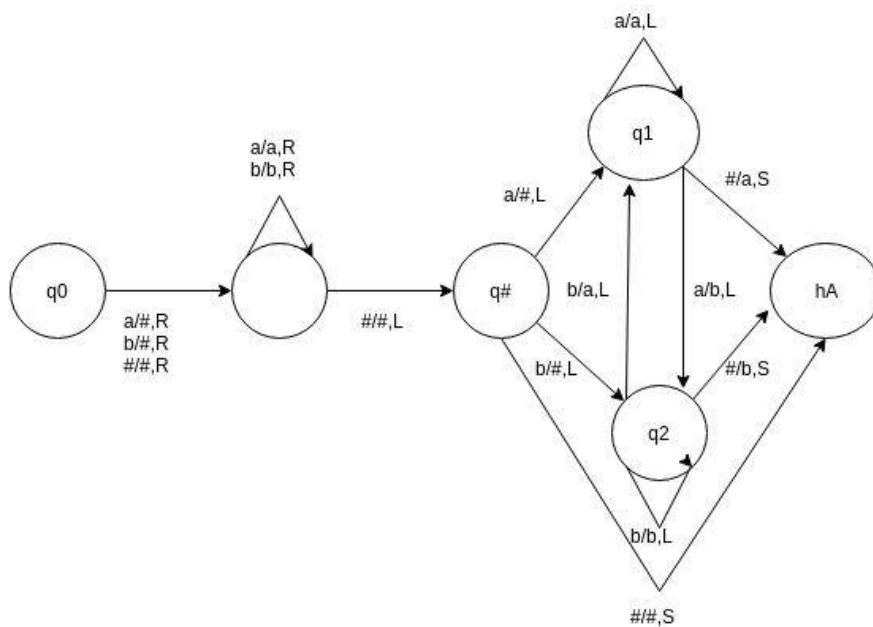 a/a,L
q1
a/a,R
b/b,R
#/a,S
a/#,L
q0
q#
b/a,L
a/b,L
hA
a/#,R
b/#,R
#/#,R
#/#,L
b/#,L
#/b,S
q2
b/b,L
#/#,S